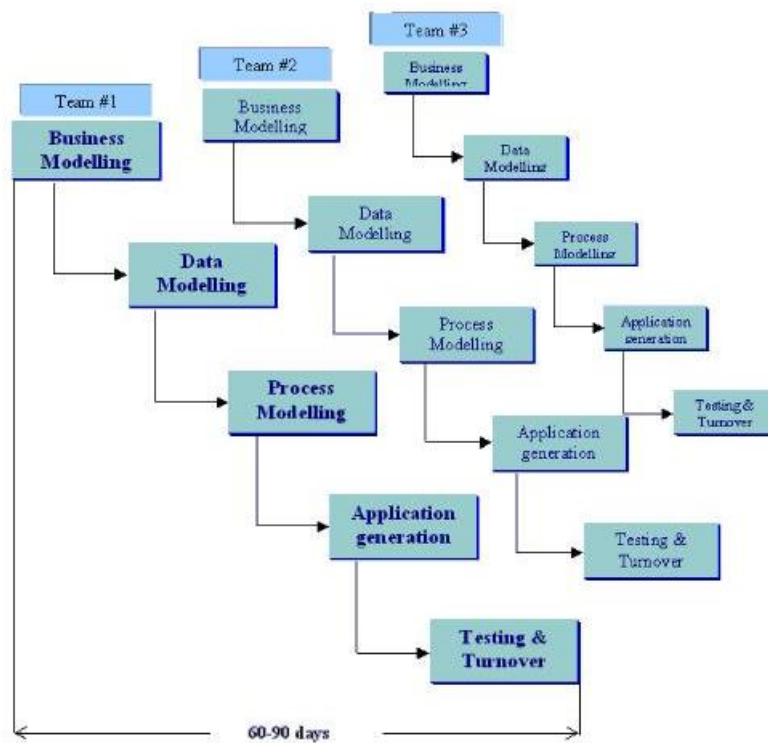 Team #1
Business
Modelling
Data
Modelling
Process
Modelling
Application
generation
Testing &
Turnover
Team #2
Business
Modelling
Data
Modelling
Process
Modelling
Application
generation
Testing &
Turnover
Team #3
Business
Modelling
Data
Modelling
Process
Modelling
Application
generation
Testing &
Turnover
60-90 days